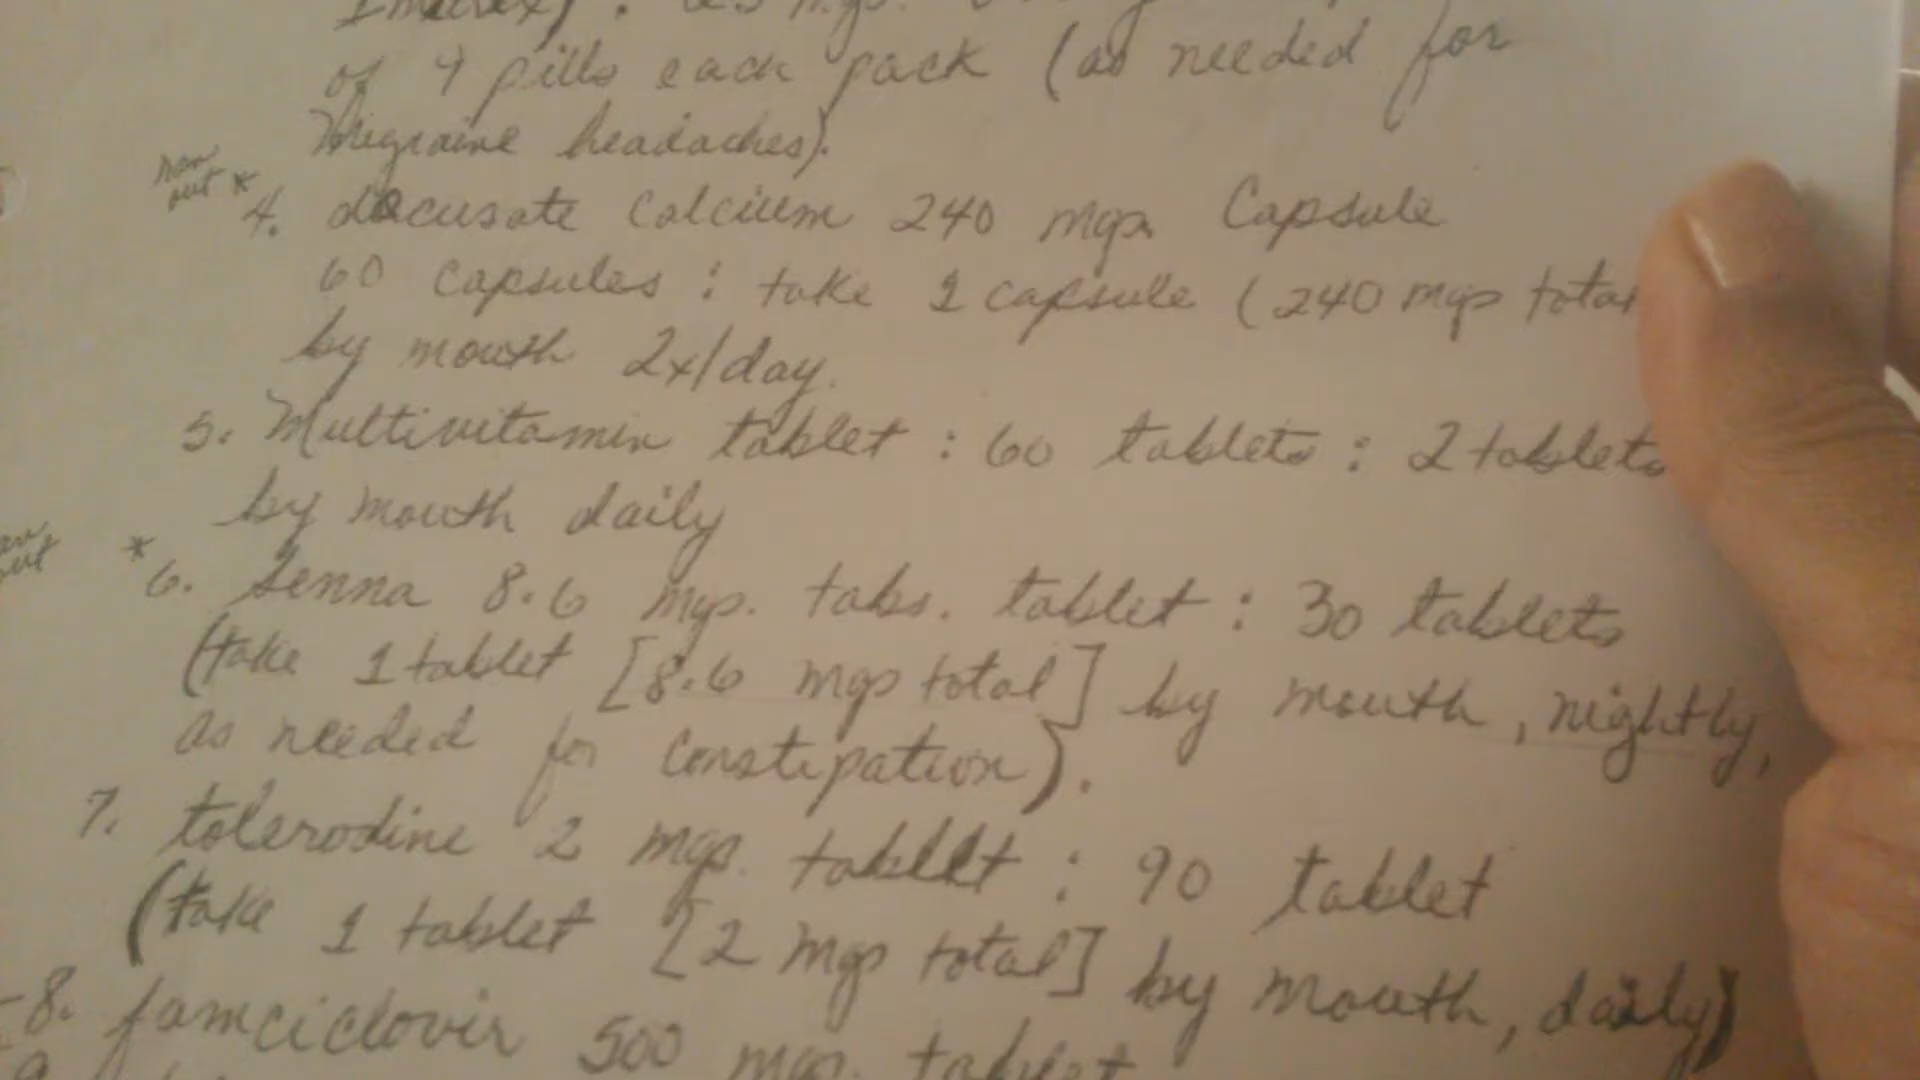 of 9 pills each pack (as needed for
Migraine headaches).
ran
out *
4. docusate Calcium 240 mgs. Capsule
60 capsules : take 1 capsule (240 mgs total
by mouth 2x/day.
5. Multivitamin tablet : 60 tablets : 2 tablets
by mouth daily
out *
6. Senna 8.6 mgs. tabs. tablet : 30 tablets
(take 1 tablet [8.6 mgs total] by mouth, nightly,
as needed for constipation).
7. tolerodine 2 mgs. tablet : 90 tablet
(take 1 tablet [2 mgs total] by mouth, daily)
8. famciclovir 500 mgs. tablet